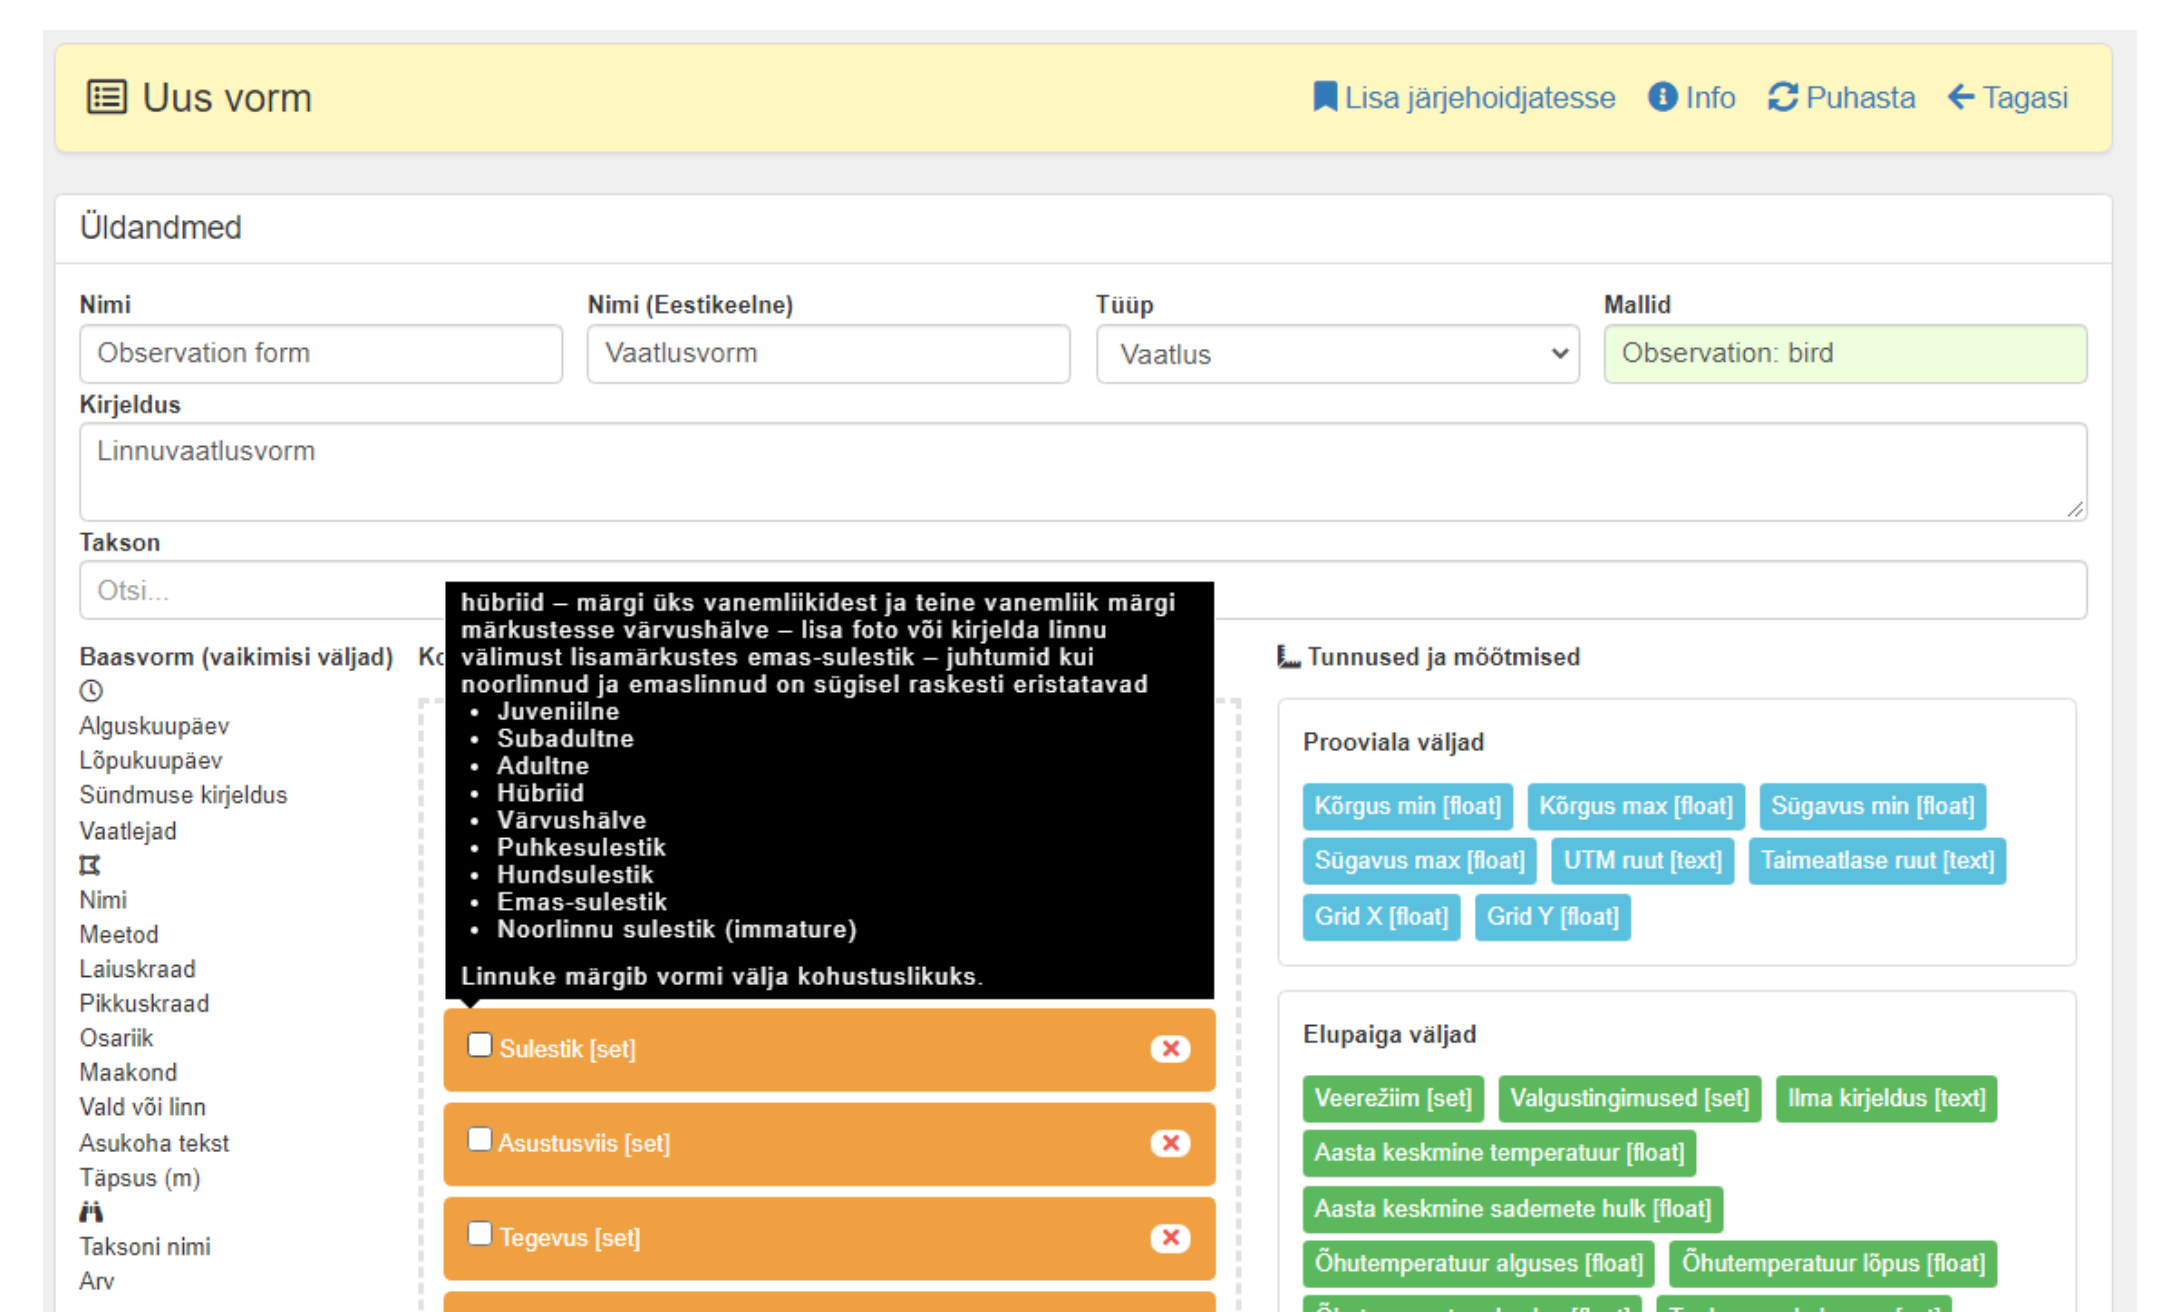 Uus vorm
Lisa järjehoidjatesse Info Puhasta Tagasi
Üldandmed
Nimi
Observation form
Nimi (Eestikeelne)
Vaatlusvorm
Tüüp
Vaatlus
Mallid
Observation: bird
Kirjeldus
Linnuvaatlusvorm
Takson
Otsi...
Baasvorm (vaikimisi väljad)
Alguskuupäev
Lõpukuupäev
Sündmuse kirjeldus
Vaatlejad
Nimi
Meetod
Laiuskraad
Pikkuskraad
Osariik
Maakond
Vald või linn
Asukoha tekst
Täpsus (m)
Taksoni nimi
Arv
hübriid – märgi üks vanemliikidest ja teine vanemliik märgi
märkustesse värvushälve – lisa foto või kirjelda linnu
välimust lisamärkustes emas-sulestik – juhtumid kui
noorlinnud ja emaslinnud on sügisel raskesti eristatavad
• Juveniilne
• Subadultne
• Adultne
• Hübriid
• Värvushälve
• Puhkesulestik
• Hundsulestik
• Emas-sulestik
• Noorlinnu sulestik (immature)
Linnuke märgib vormi välja kohustuslikuks.
Sulestik [set]
Asustusviis [set]
Tegevus [set]
Tunnused ja mõõtmised
Prooviala väljad
Kõrgus min [float] Kõrgus max [float] Sügavus min [float]
Sügavus max [float] UTM ruut [text] Taimeatlase ruut [text]
Grid X [float] Grid Y [float]
Elupaiga väljad
Veerežiim [set] Valgustingimused [set] Ilma kirjeldus [text]
Aasta keskmine temperatuur [float]
Aasta keskmine sademete hulk [float]
Õhutemperatuur alguses [float] Õhutemperatuur lõpus [float]